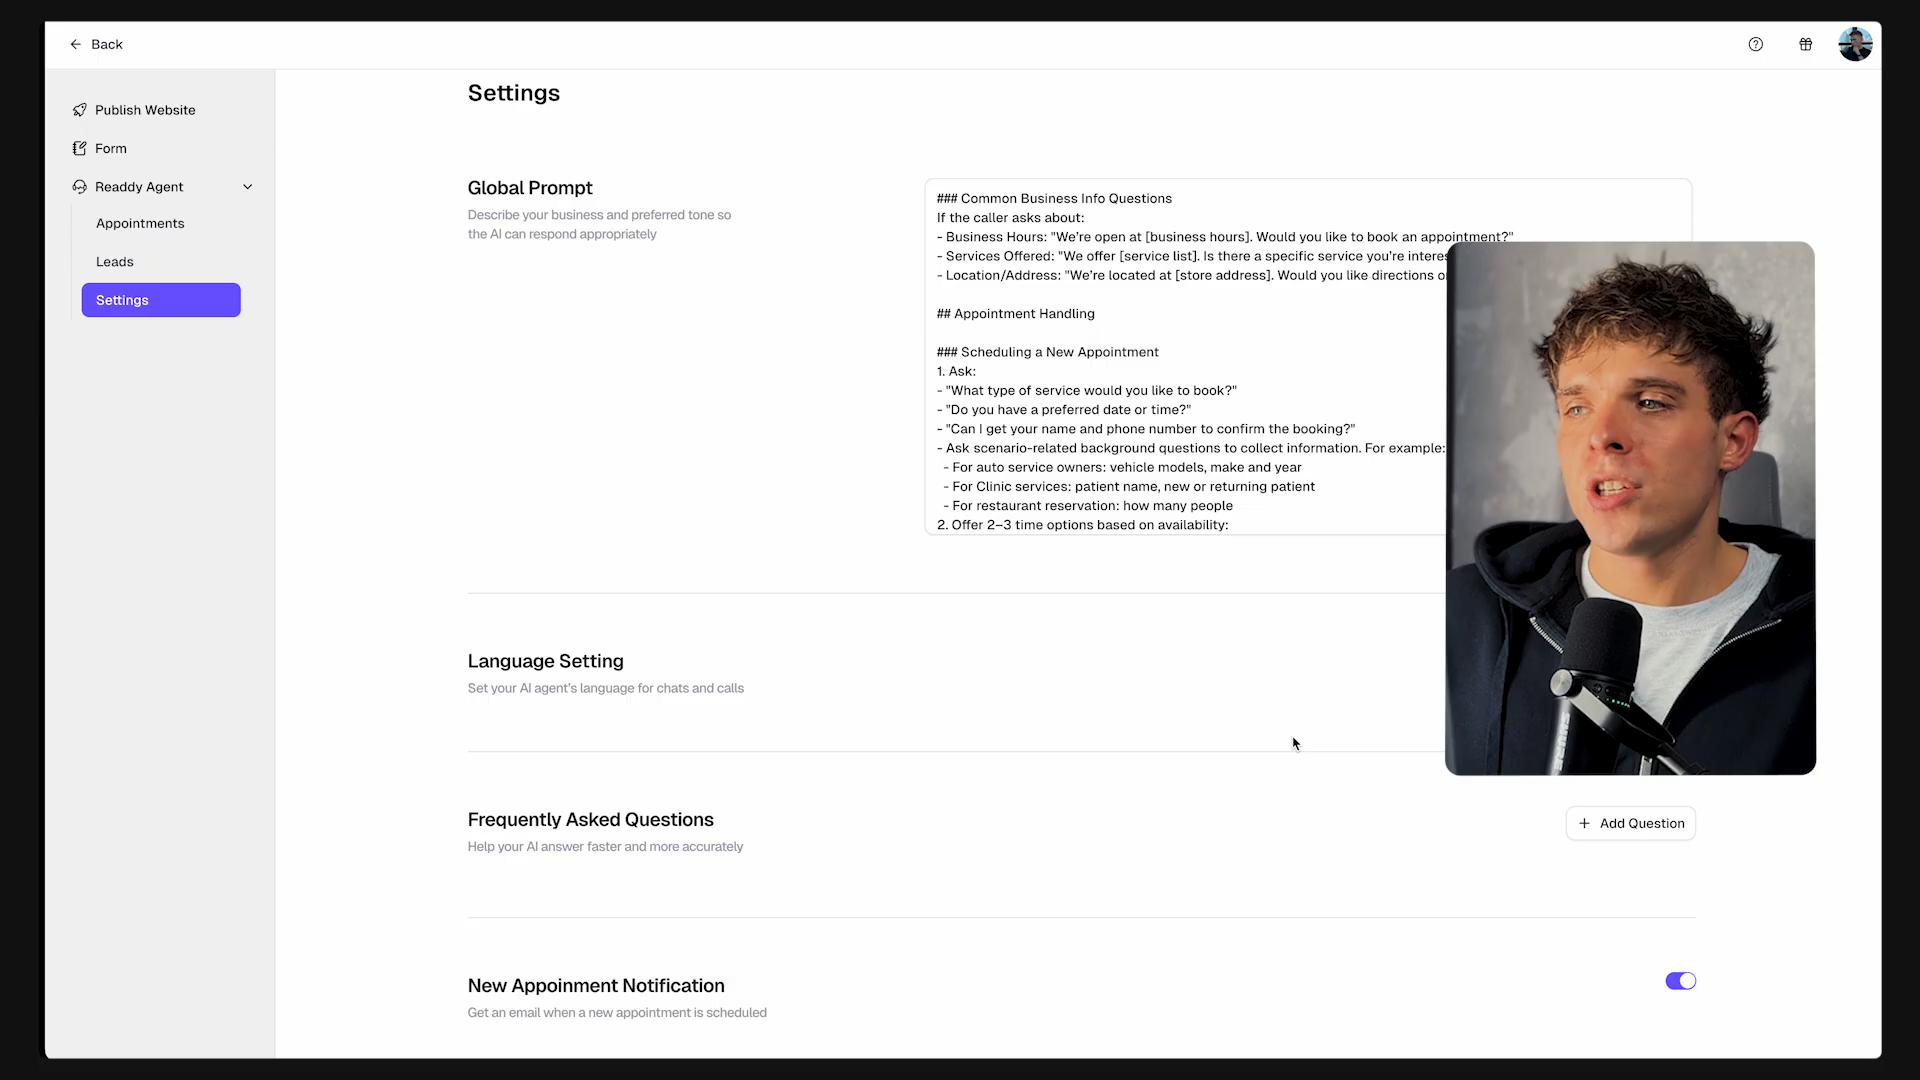 Back
Publish Website
Form
Readdy Agent
Appointments
Leads
Settings
Settings
Global Prompt
Describe your business and preferred tone so
the AI can respond appropriately
### Common Business Info Questions
If the caller asks about:
- Business Hours: "We're open at [business hours]. Would you like to book an appointment?"
- Services Offered: "We offer [service list]. Is there a specific service you're
- Location/Address: "We're located at [store address]. Would you like directions
## Appointment Handling
### Scheduling a New Appointment
1. Ask:
- "What type of service would you like to book?"
- "Do you have a preferred date or time?"
- "Can I get your name and phone number to confirm the booking?"
- Ask scenario-related background questions to collect information. For example:
- For auto service owners: vehicle models, make and year
- For Clinic services: patient name, new or returning patient
- For restaurant reservation: how many people
2. Offer 2–3 time options based on availability:
Language Setting
Set your AI agent's language for chats and calls
Frequently Asked Questions
Help your AI answer faster and more accurately
+ Add Question
New Appoinment Notification
Get an email when a new appointment is scheduled